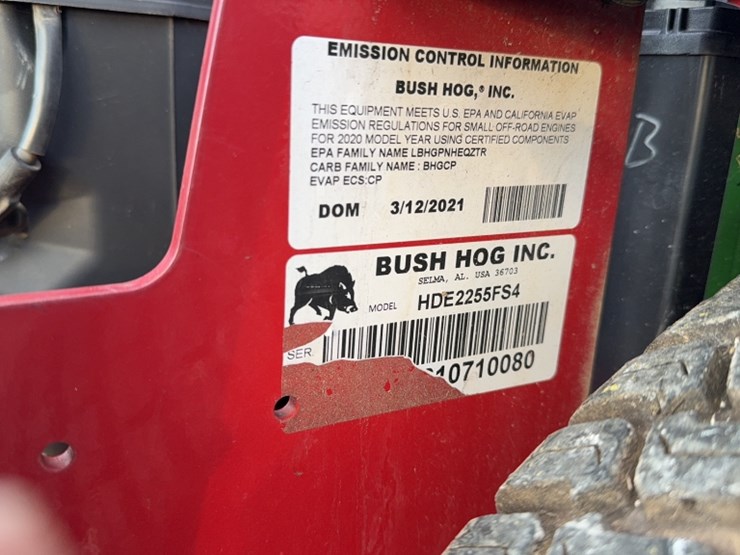 EMISSION CONTROL INFORMATION
BUSH HOG,® INC.
THIS EQUIPMENT MEETS U.S. EPA AND CALIFORNIA EVAP
EMISSION REGULATIONS FOR SMALL OFF-ROAD ENGINES
FOR 2020 MODEL YEAR USING CERTIFIED COMPONENTS
EPA FAMILY NAME LBHGPNHEQZTR
CARB FAMILY NAME : BHGCP
EVAP ECS:CP
DOM 3/12/2021
BUSH HOG INC.
SELMA, AL. USA 36703
MODEL HDE2255FS4
SER.
10710080
B